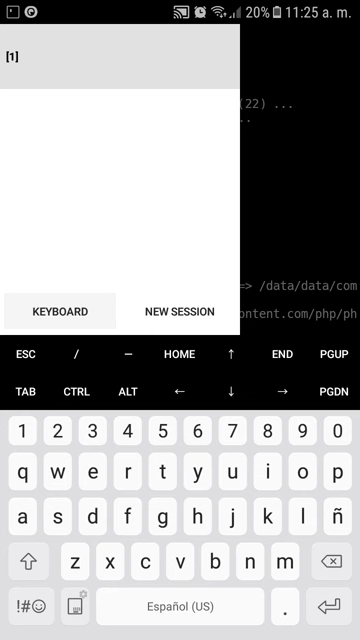 20% 11:25 a. m.
[1]
(22) ...
..
=> /data/data/com
ontent.com/php/ph
KEYBOARD NEW SESSION
ESC / — HOME ↑ END PGUP
TAB CTRL ALT ← ↓ → PGDN
1 2 3 4 5 6 7 8 9 0
q w e r t y u i o p
a s d f g h j k l ñ
z x c v b n m
!#☺ Español (US) .